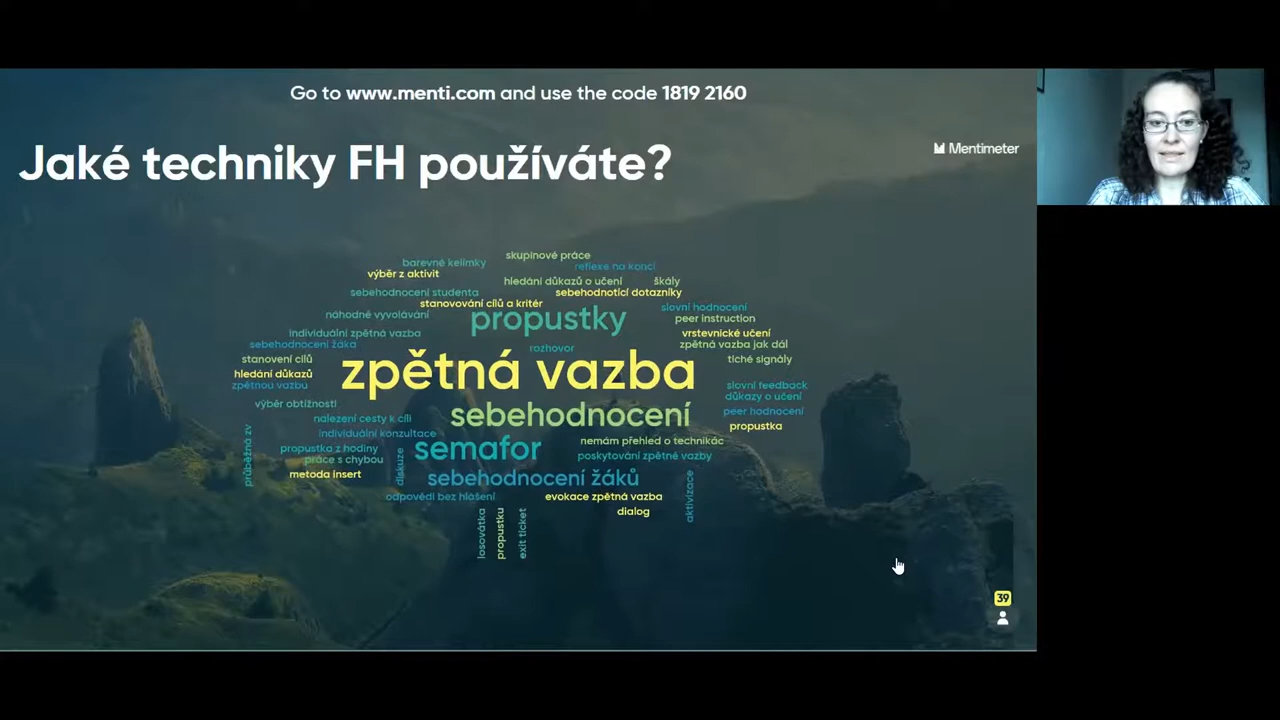 Go to www.menti.com and use the code 1819 2160
Jaké techniky FH používáte?
Mentimeter
skupinové práce
barevné kelímky
reflexe na konci
výběr z aktivit
hledání důkazů o učení
škály
sebehodnocení studenta
sebehodnotící dotazníky
stanovování cílů a kritér
slovní hodnocení
náhodné vyvolávání
propustky
peer instruction
individuální zpětná vazba
vrstevnické učení
sebehodnocení žáka
rozhovor
zpětná vazba jak dál
stanovení cílů
tiché signály
hledání důkazů
zpětná vazba
zpětnou vazbu
slovní feedback
důkazy o učení
výběr obtížnosti
sebehodnocení
peer hodnocení
nalezení cesty k cíli
propustka
individuální konzultace
nemám přehled o technikác
propustka z hodiny
semafor
poskytování zpětné vazby
práce s chybou
průběžná zv
diskuze
metoda insert
sebehodnocení žáků
aktivizace
odpovědi bez hlášení
evokace zpětná vazba
dialog
losovátka
propustku
exit ticket
39